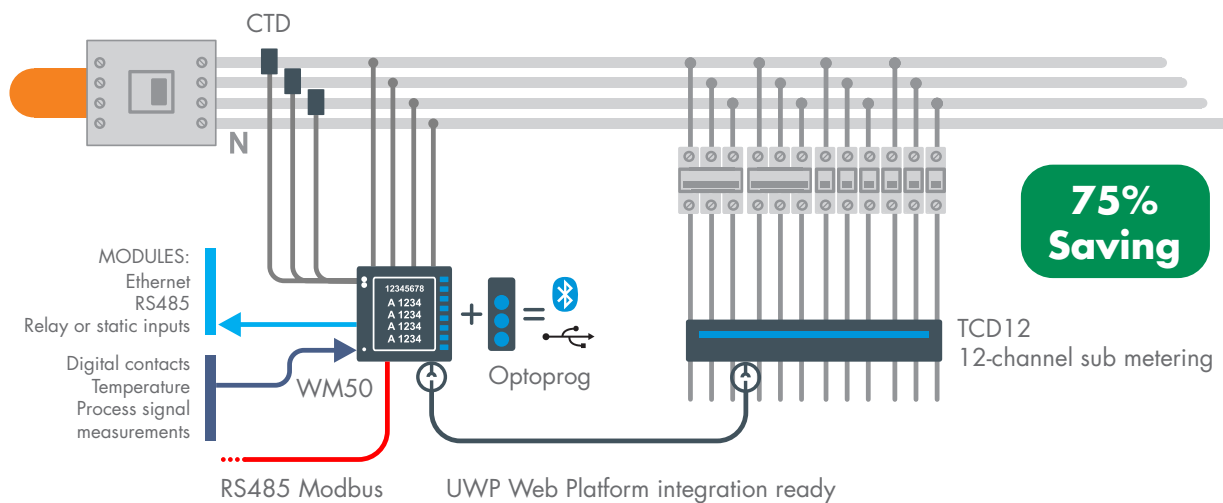 CTD
N
75%
Saving
MODULES:
Ethernet
RS485
Relay or static inputs
Digital contacts
Temperature
Process signal
measurements
12345678
A 1234
A 1234
A 1234
A 1234
WM50
+
=
Optoprog
TCD12
12-channel sub metering
RS485 Modbus
UWP Web Platform integration ready